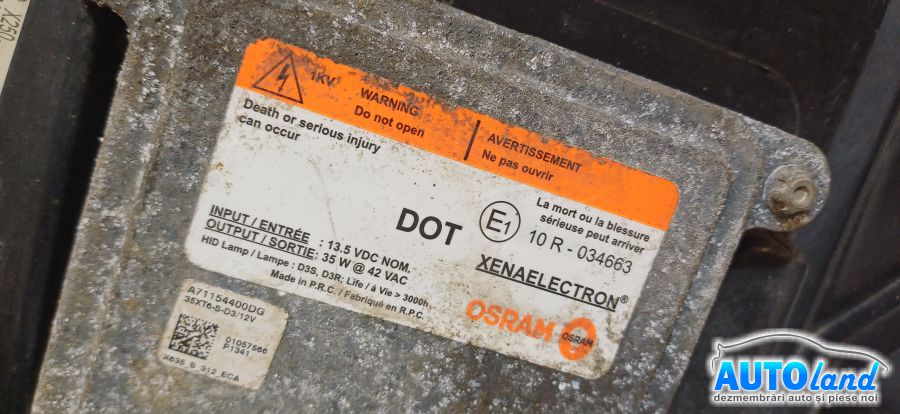 X250
1KV
WARNING
Do not open
Death or serious injury
can occur
AVERTISSEMENT
Ne pas ouvrir
La mort ou la blessure
sérieuse peut arriver
DOT
E1
10 R - 034663
XENAELECTRON®
INPUT / ENTRÉE : 13.5 VDC NOM.
OUTPUT / SORTIE: 35 W @ 42 VAC
HID Lamp / Lampe : D3S, D3R; Life / á Vie > 3000h
Made in P.R.C. / Fabriqué en R.P.C.
OSRAM
OSRAM
A71154400DG
35XT6-S-D3/12V
01057566
P1341
X635_S_312_ECA
AUTOland
dezmembrări auto și piese noi